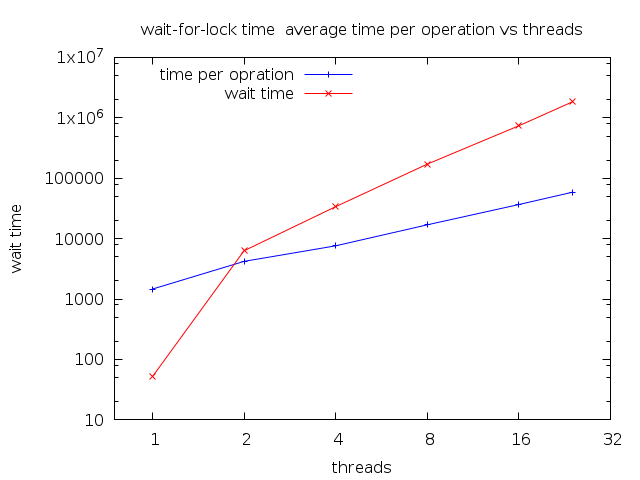 wait-for-lock time  average time per operation vs threads
1x10^7
1x10^6
100000
10000
1000
100
10
wait time
time per opration
wait time
1 2 4 8 16 32
threads